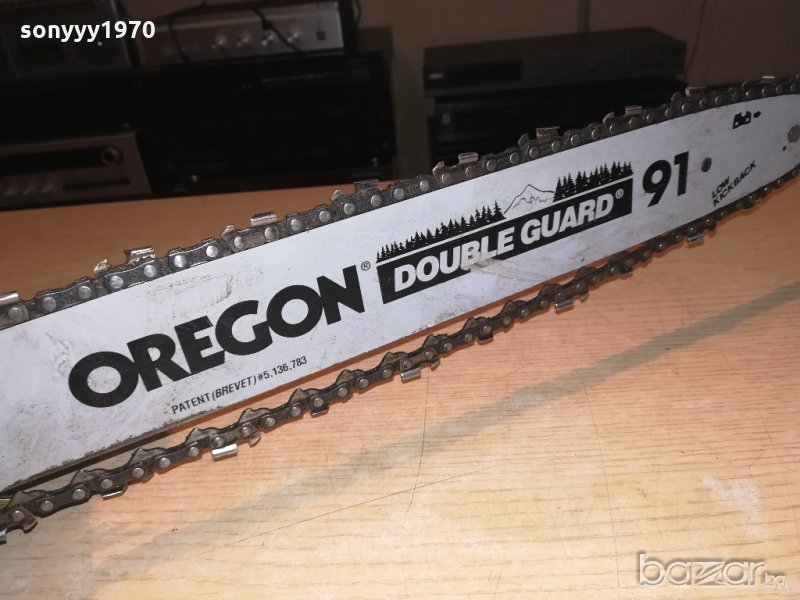 sonyyy1970
OREGON®
DOUBLE GUARD®
91
LOW
KICKBACK
PATENT (BREVET) #5,136,783
bazar.bg